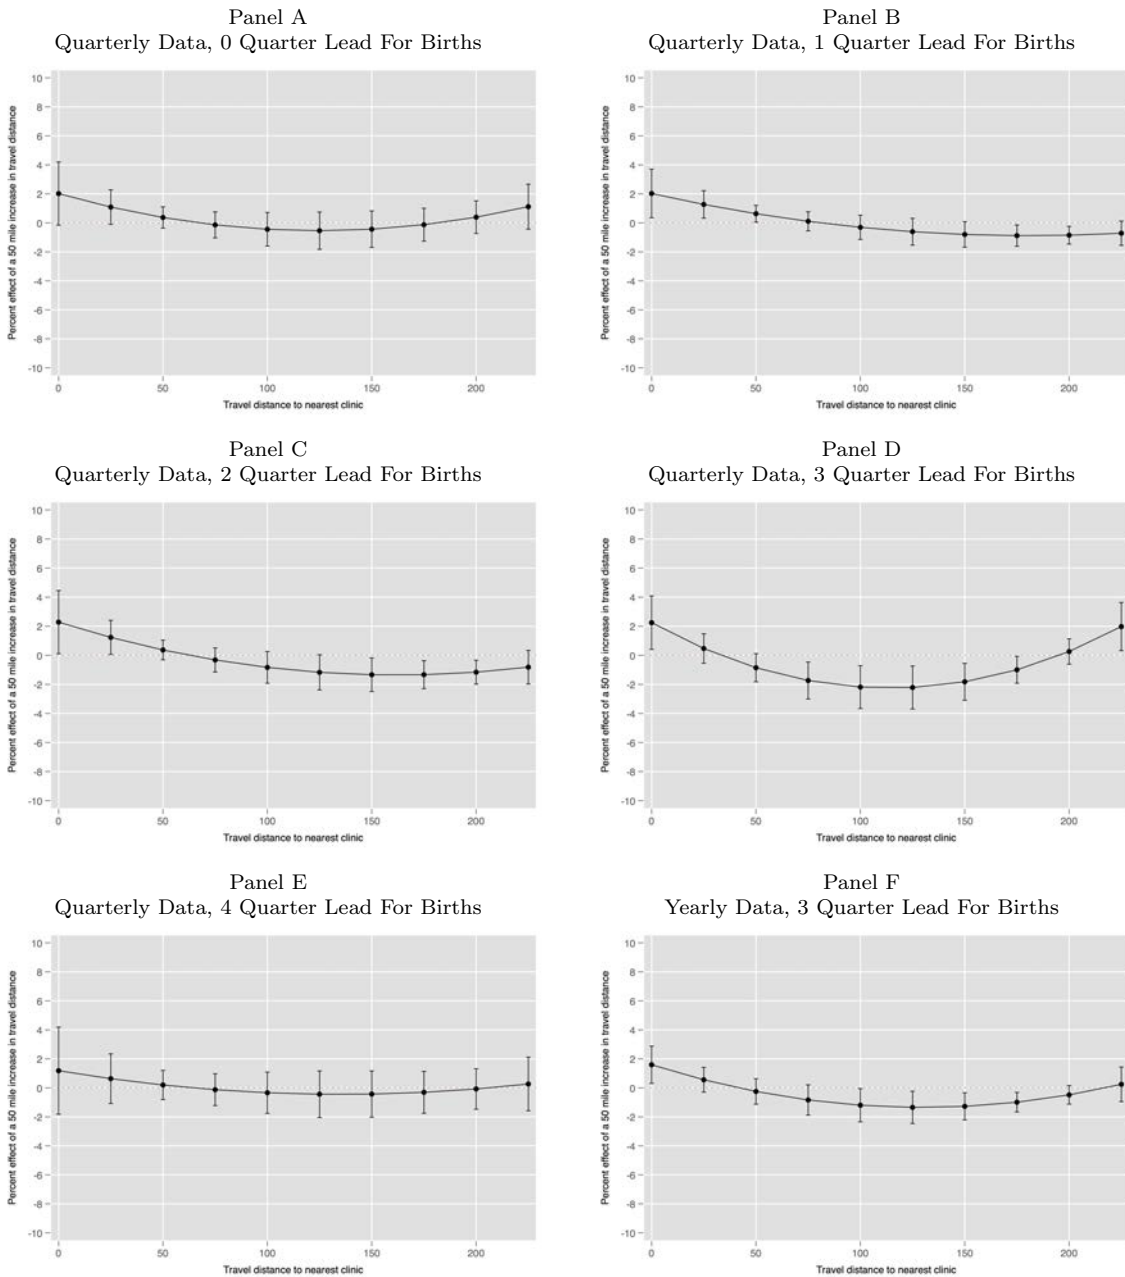 Panel A
Quarterly Data, 0 Quarter Lead For Births
Percent effect of a 50 mile increase in travel distance
10
8
6
4
2
0
-2
-4
-6
-8
-10
0 50 100 150 200
Travel distance to nearest clinic
Panel B
Quarterly Data, 1 Quarter Lead For Births
Percent effect of a 50 mile increase in travel distance
10
8
6
4
2
0
-2
-4
-6
-8
-10
0 50 100 150 200
Travel distance to nearest clinic
Panel C
Quarterly Data, 2 Quarter Lead For Births
Percent effect of a 50 mile increase in travel distance
10
8
6
4
2
0
-2
-4
-6
-8
-10
0 50 100 150 200
Travel distance to nearest clinic
Panel D
Quarterly Data, 3 Quarter Lead For Births
Percent effect of a 50 mile increase in travel distance
10
8
6
4
2
0
-2
-4
-6
-8
-10
0 50 100 150 200
Travel distance to nearest clinic
Panel E
Quarterly Data, 4 Quarter Lead For Births
Percent effect of a 50 mile increase in travel distance
10
8
6
4
2
0
-2
-4
-6
-8
-10
0 50 100 150 200
Travel distance to nearest clinic
Panel F
Yearly Data, 3 Quarter Lead For Births
Percent effect of a 50 mile increase in travel distance
10
8
6
4
2
0
-2
-4
-6
-8
-10
0 50 100 150 200
Travel distance to nearest clinic